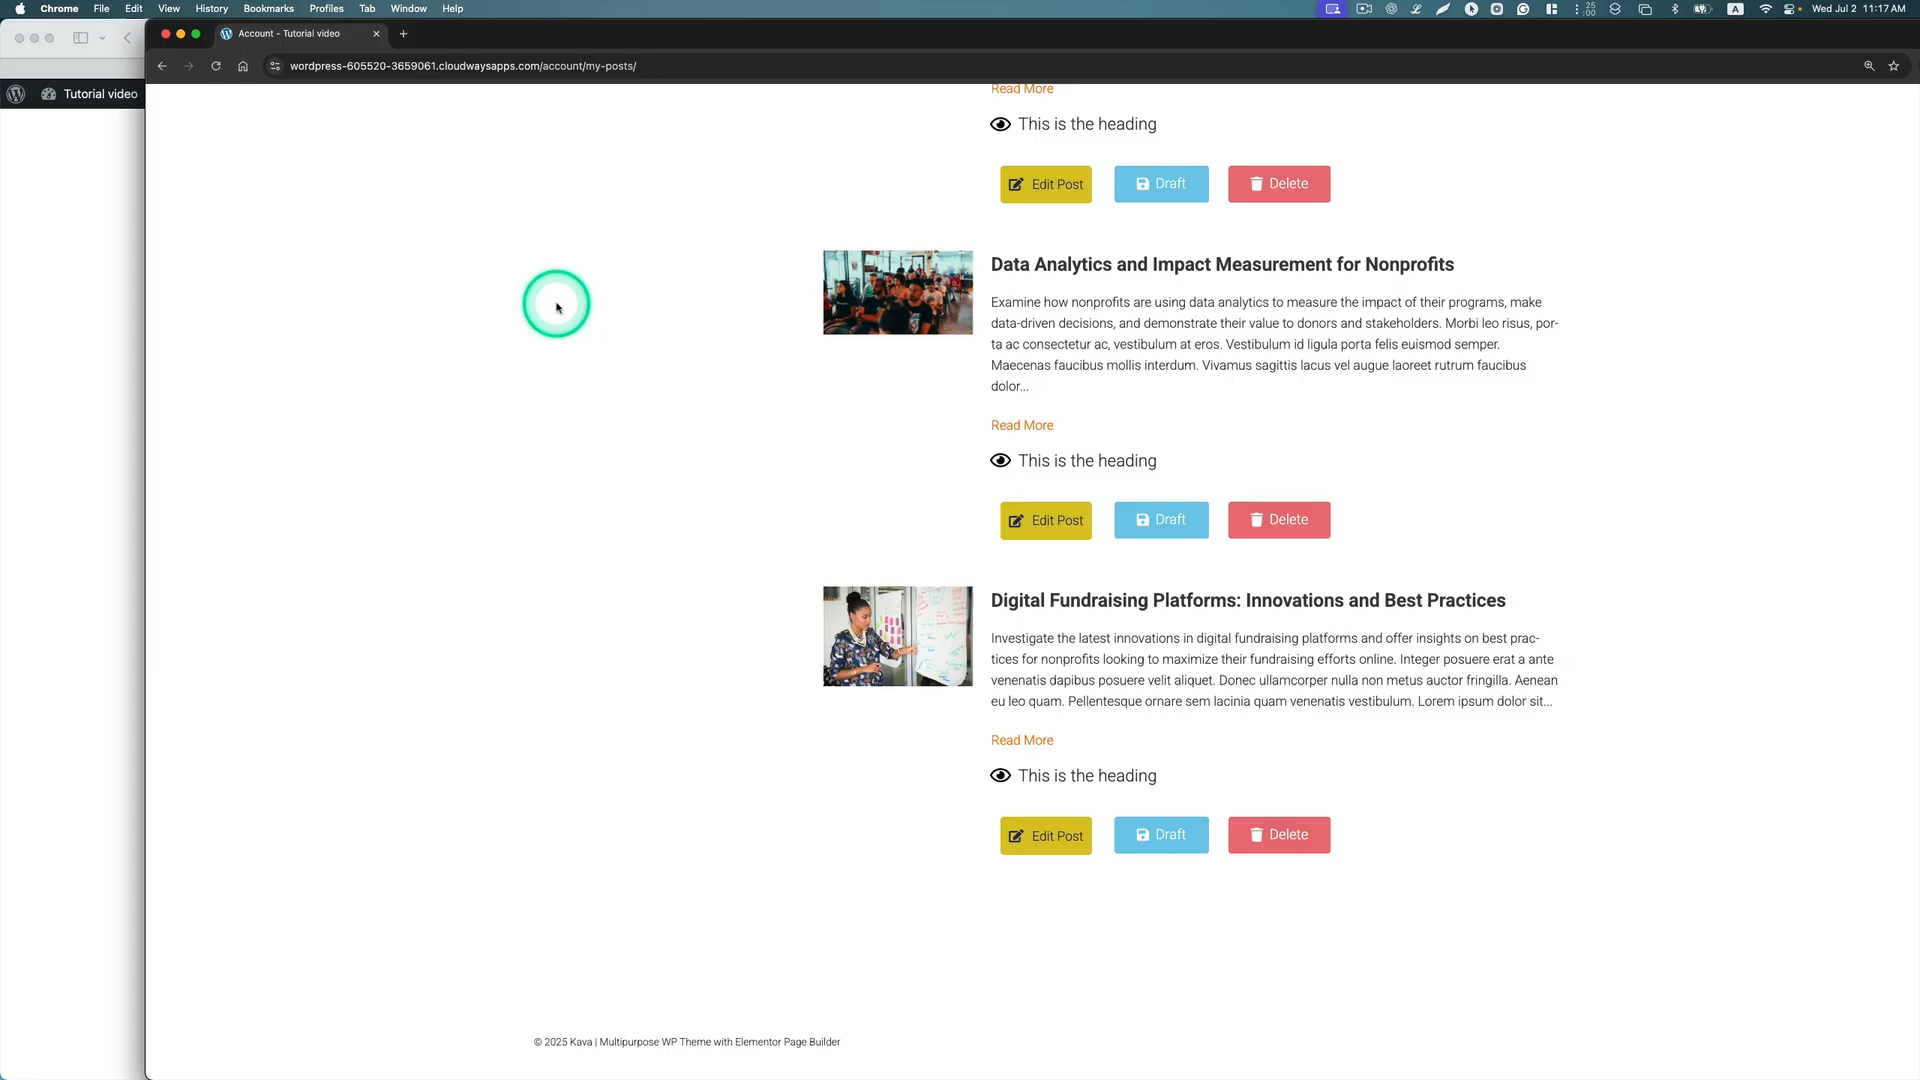 Chrome File Edit View History Bookmarks Profiles Tab Window Help
25
:00
A
Wed Jul 2 11:17 AM
Account - Tutorial video
wordpress-605520-3659061.cloudwaysapps.com/account/my-posts/
Tutorial video
Read More
This is the heading
Edit Post Draft Delete
Data Analytics and Impact Measurement for Nonprofits
Examine how nonprofits are using data analytics to measure the impact of their programs, make
data-driven decisions, and demonstrate their value to donors and stakeholders. Morbi leo risus, por-
ta ac consectetur ac, vestibulum at eros. Vestibulum id ligula porta felis euismod semper.
Maecenas faucibus mollis interdum. Vivamus sagittis lacus vel augue laoreet rutrum faucibus
dolor...
Read More
This is the heading
Edit Post Draft Delete
Digital Fundraising Platforms: Innovations and Best Practices
Investigate the latest innovations in digital fundraising platforms and offer insights on best prac-
tices for nonprofits looking to maximize their fundraising efforts online. Integer posuere erat a ante
venenatis dapibus posuere velit aliquet. Donec ullamcorper nulla non metus auctor fringilla. Aenean
eu leo quam. Pellentesque ornare sem lacinia quam venenatis vestibulum. Lorem ipsum dolor sit...
Read More
This is the heading
Edit Post Draft Delete
© 2025 Kava | Multipurpose WP Theme with Elementor Page Builder